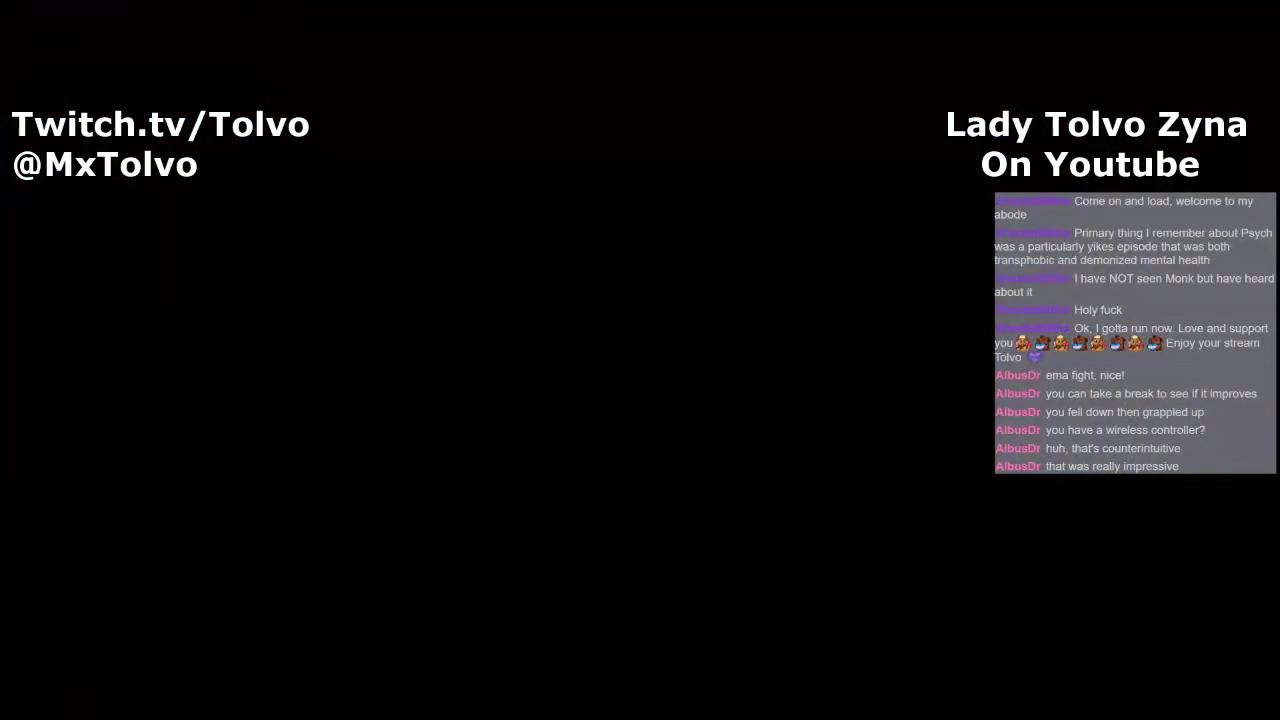 Twitch.tv/Tolvo
@MxTolvo
Lady Tolvo Zyna
On Youtube
Come on and load, welcome to my
abode
Primary thing I remember about Psych
was a particularly yikes episode that was both
transphobic and demonized mental health
I have NOT seen Monk but have heard
about it
Holy fuck
Ok, I gotta run now. Love and support
you Enjoy your stream
Tolvo
AlbusDr ema fight, nice!
AlbusDr you can take a break to see if it improves
AlbusDr you fell down then grappled up
AlbusDr you have a wireless controller?
AlbusDr huh, that's counterintuitive
AlbusDr that was really impressive